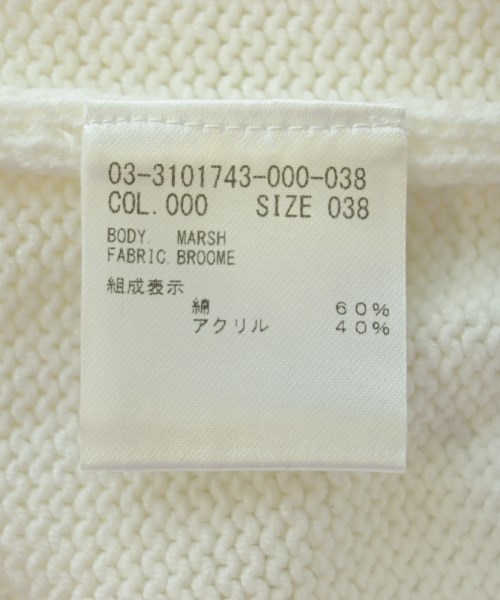 03-3101743-000-038
COL. 000 SIZE 038
BODY. MARSH
FABRIC. BROOME
組成表示
綿 60%
アクリル 40%